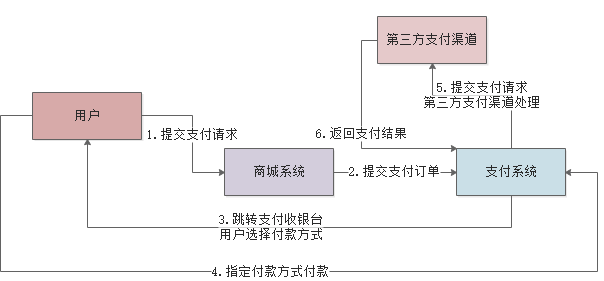 第三方支付渠道
5.提交支付请求
第三方支付渠道处理
用户
1.提交支付请求
6.返回支付结果
商城系统
2.提交支付订单
支付系统
3.跳转支付收银台
用户选择付款方式
4.指定付款方式付款